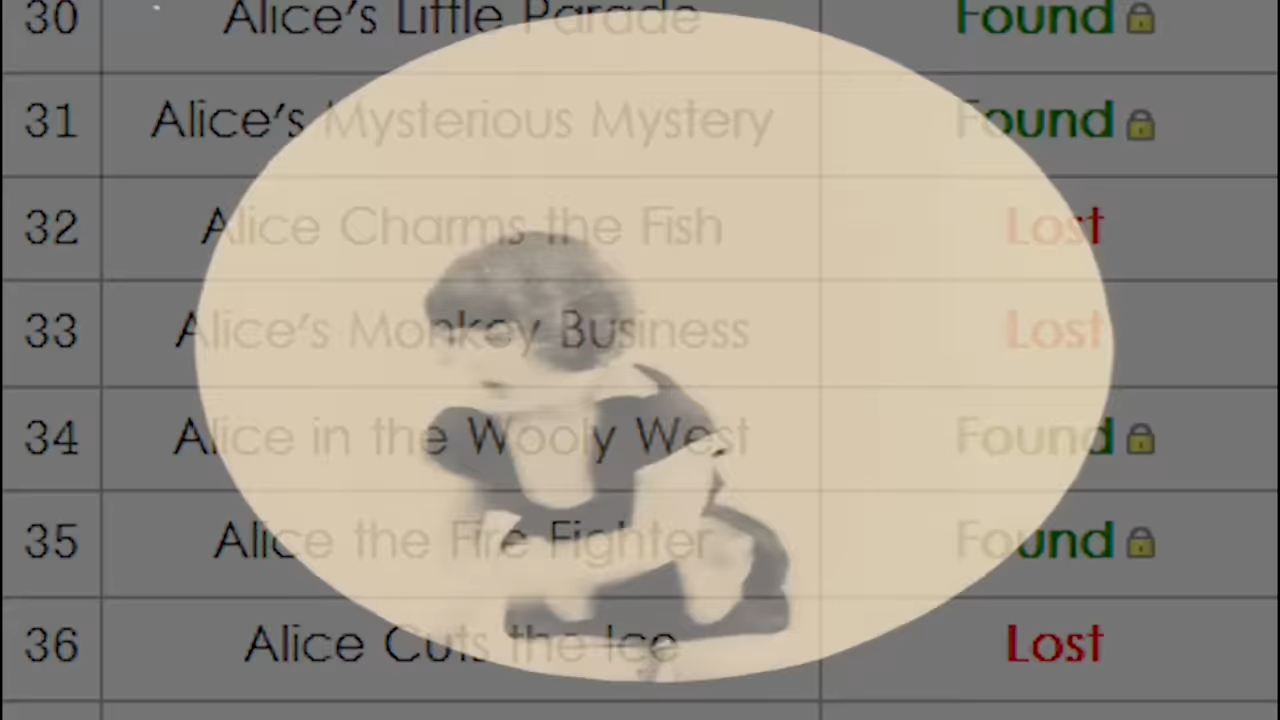 30 Alice's Little Parade Found
31 Alice's Mysterious Mystery Found
32 Alice Charms the Fish Lost
33 Alice's Monkey Business Lost
34 Alice in the Wooly West Found
35 Alice the Fire Fighter Found
36 Alice Cuts the Ice Lost